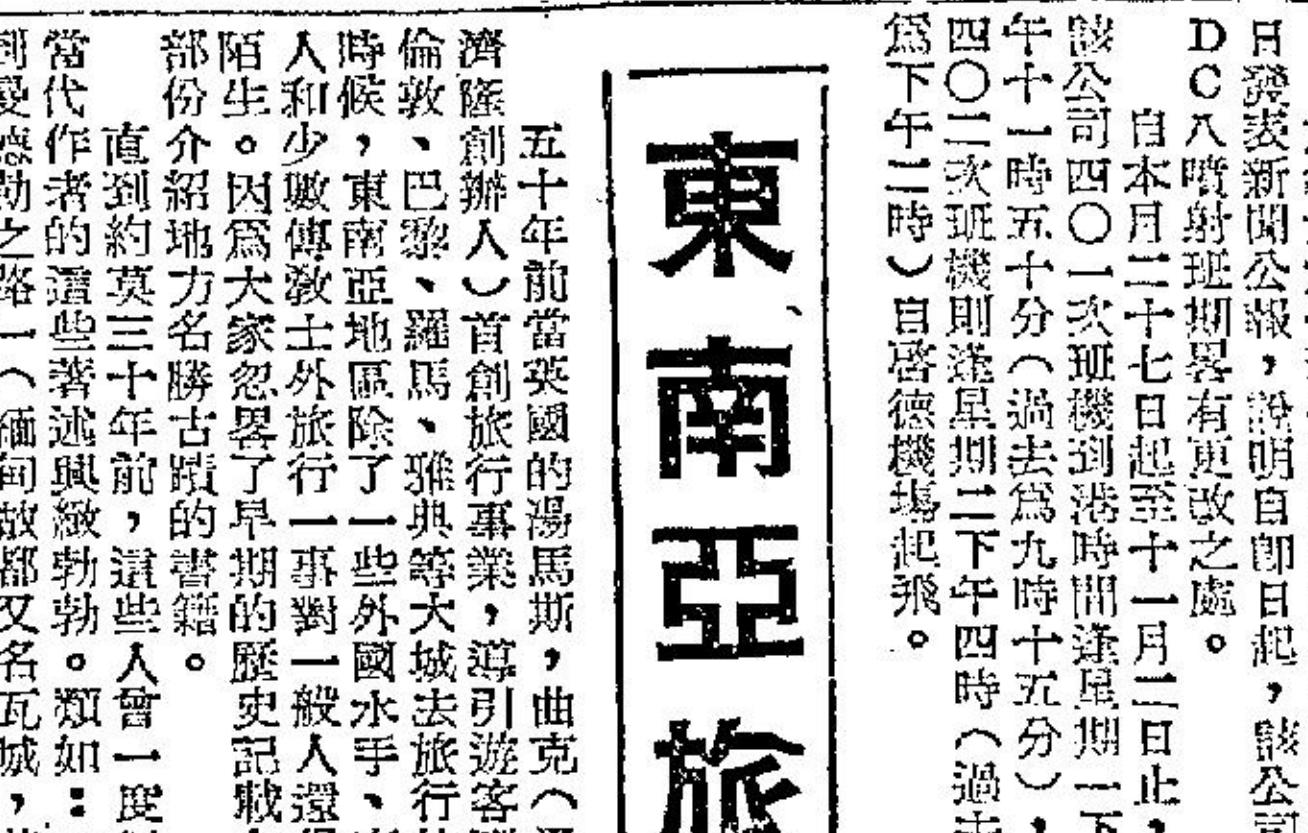 日發表新聞公報，說明自即日起，該公司
DC八噴射班期畧有更改之處。
自本月二十七日起至十一月二日止，
該公司四〇一次班機到港時間逢星期一下
午十一時五十分（過去為九時十五分），
四〇二次班機則逢星期二下午四時（過去
為下午二時）自啓德機場起飛。
東南亞旅
五十年前當英國的湯馬斯，曲克（
濟隆創辦人）首創旅行事業，導引遊客
倫敦、巴黎、羅馬、雅典等大城去旅行
時候，東南亞地區除了一些外國水手、
人和少數傳教士外旅行一事對一般人還
陌生。因為大家忽畧了早期的歷史記載
部份介紹地方名勝古蹟的書籍。
直到約莫三十年前，這些人曾一度
當代作者的這些著述興緻勃勃。類如：
到曼德勒之路一（緬甸故都又名瓦城，